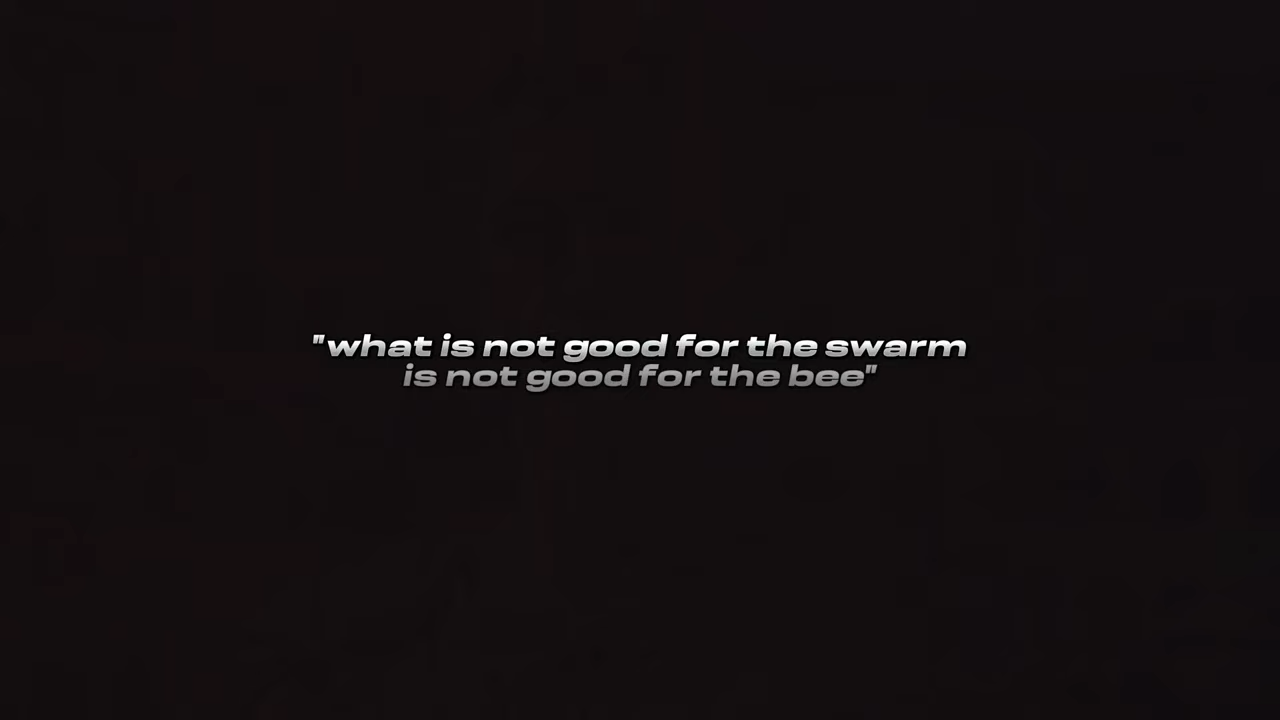 "what is not good for the swarm
is not good for the bee"